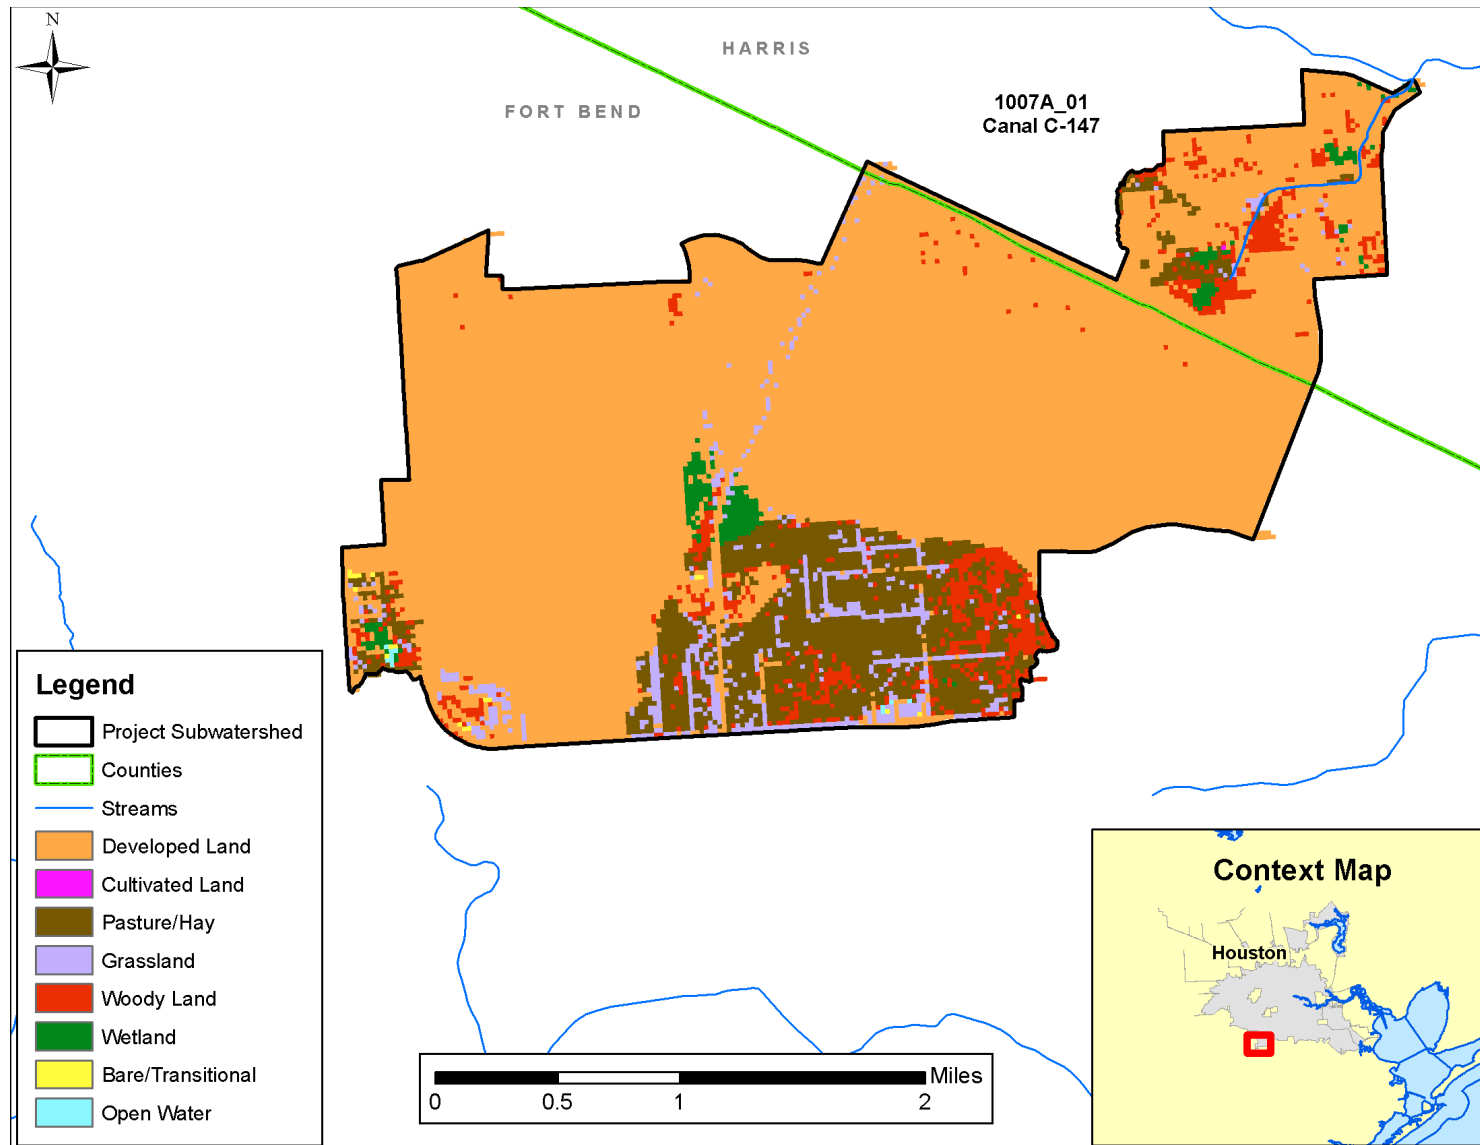 N
HARRIS
FORT BEND
1007A_01
Canal C-147
Legend
Project Subwatershed
Counties
Streams
Developed Land
Cultivated Land
Pasture/Hay
Grassland
Woody Land
Wetland
Bare/Transitional
Open Water
Miles
0 0.5 1 2
Context Map
Houston